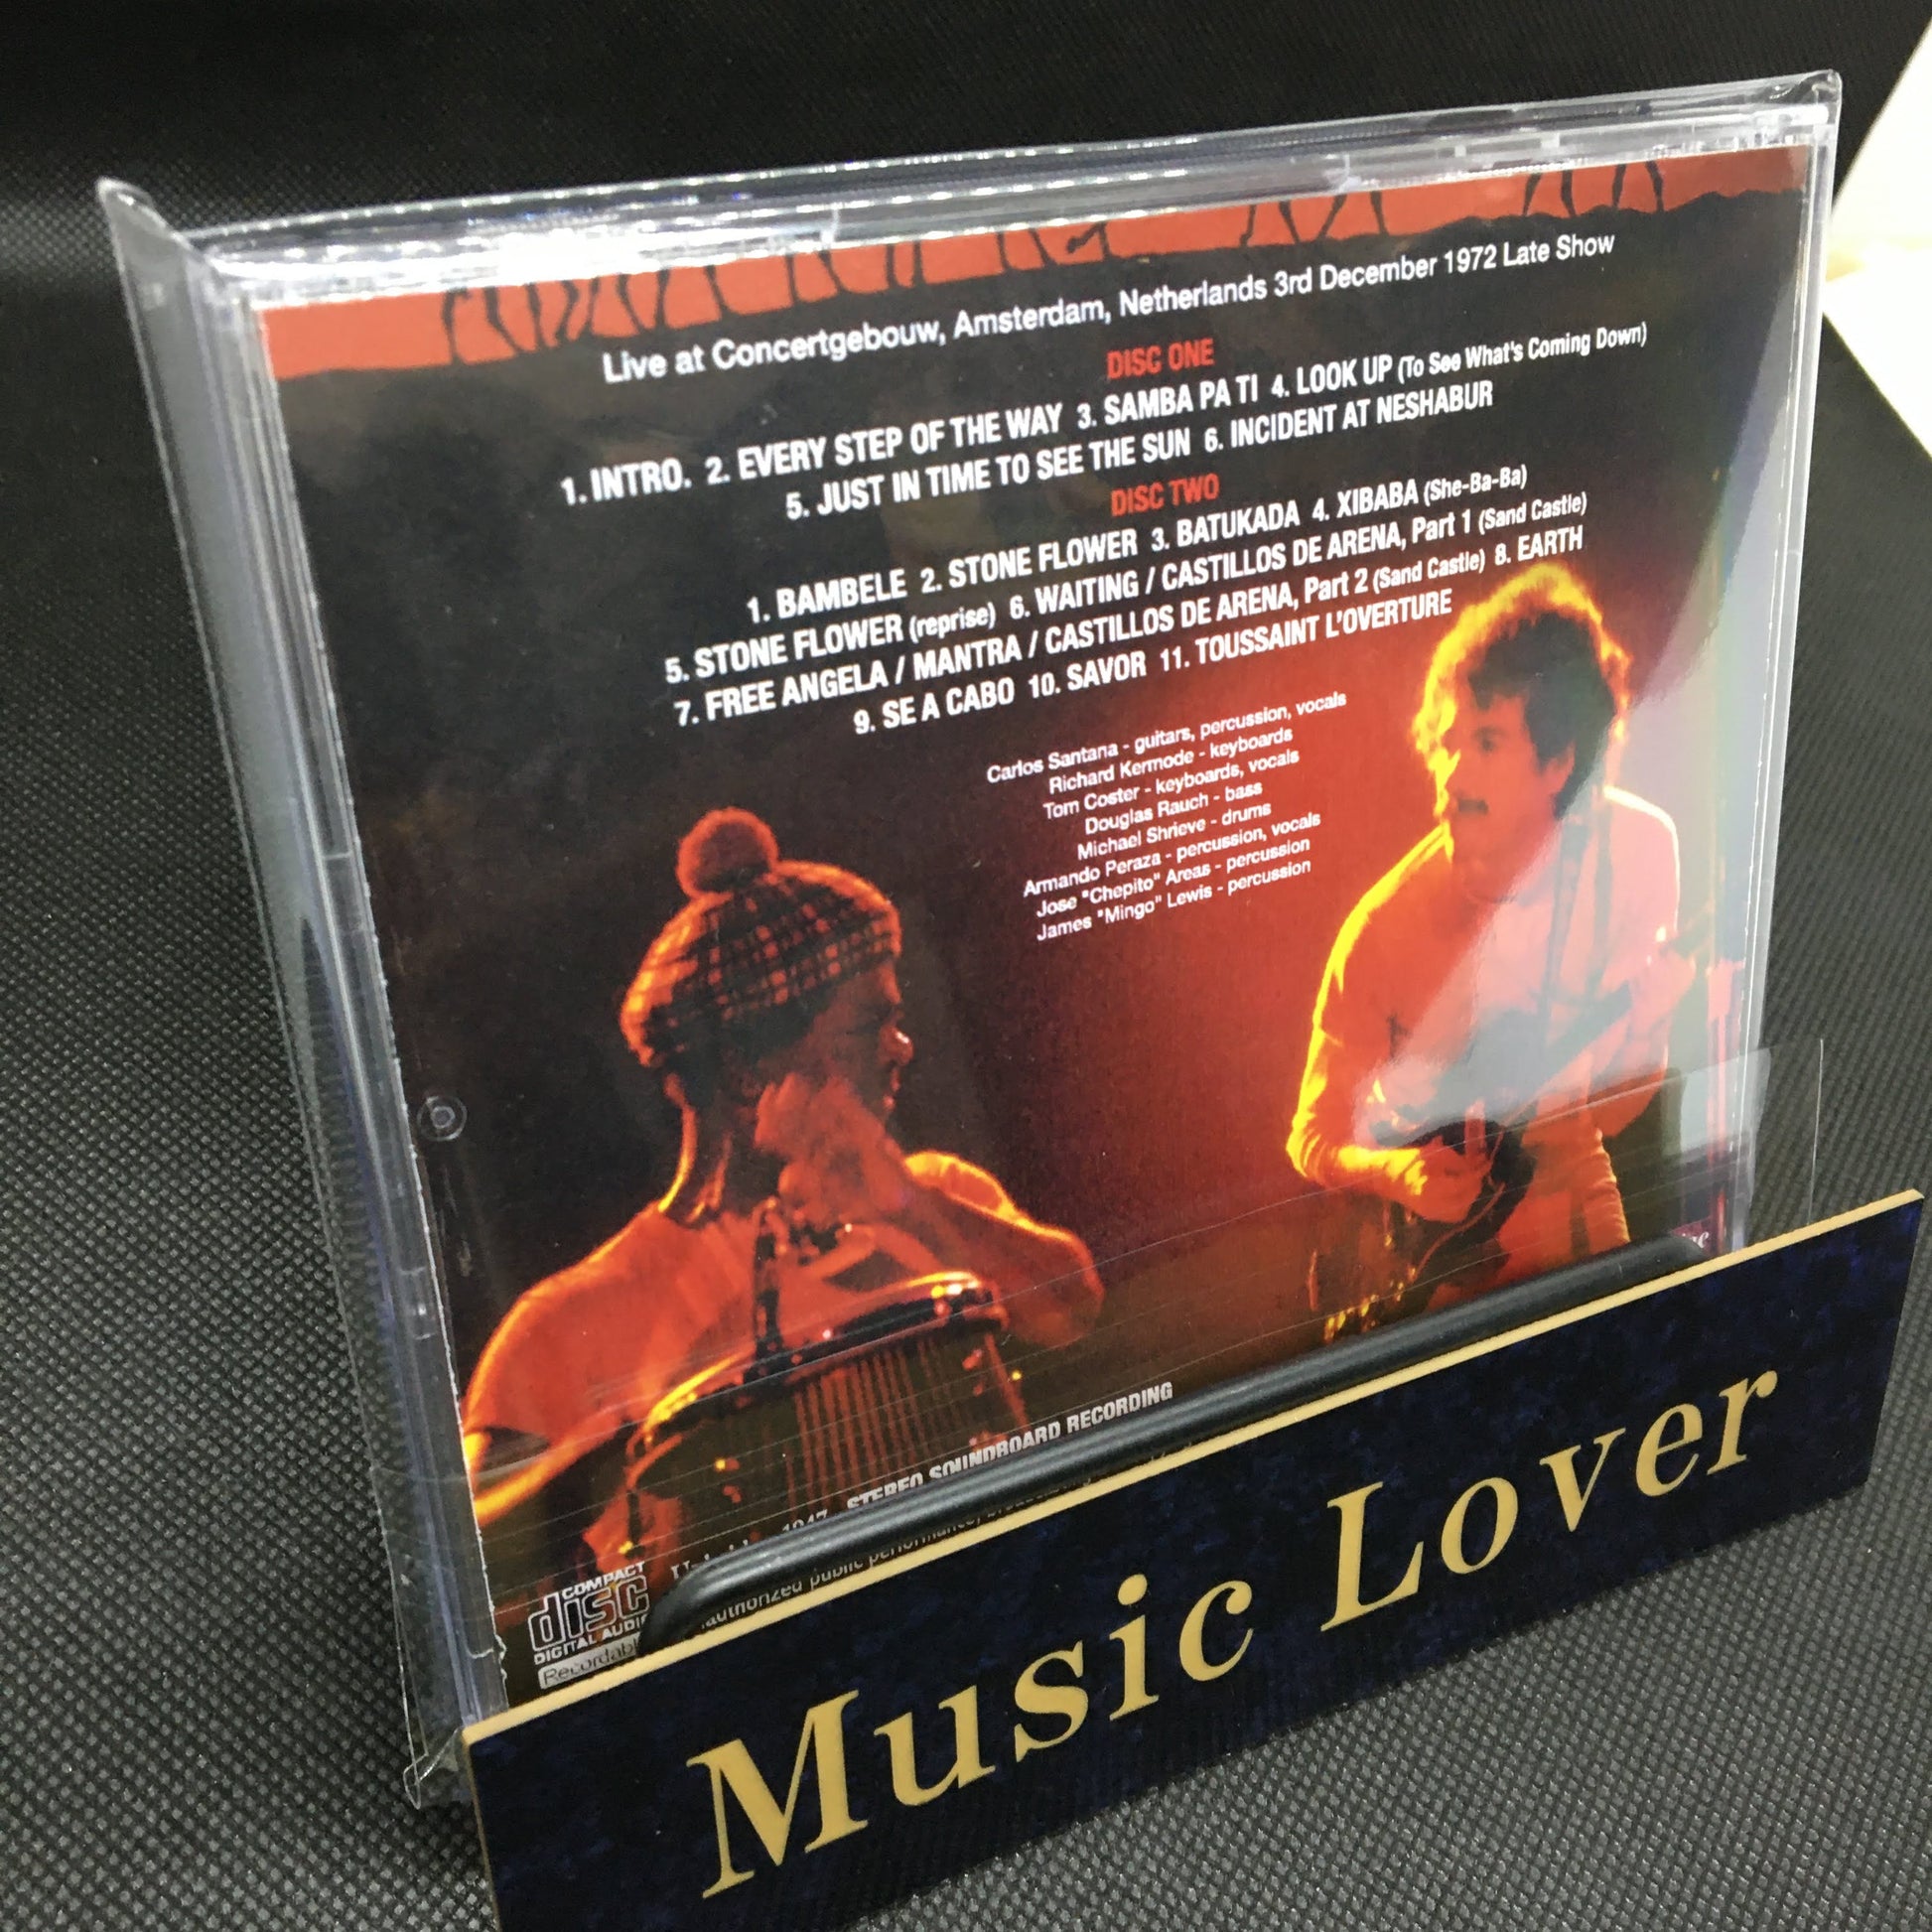 Live at Concertgebouw, Amsterdam, Netherlands 3rd December 1972 Late Show
DISC ONE
1. INTRO. 2. EVERY STEP OF THE WAY 3. SAMBA PA TI 4. LOOK UP (To See What's Coming Down)
5. JUST IN TIME TO SEE THE SUN 6. INCIDENT AT NESHABUR
DISC TWO
1. BAMBELE 2. STONE FLOWER 3. BATUKADA 4. XIBABA (She-Ba-Ba)
5. STONE FLOWER (reprise) 6. WAITING / CASTILLOS DE ARENA, Part 1 (Sand Castle)
7. FREE ANGELA / MANTRA / CASTILLOS DE ARENA, Part 2 (Sand Castle) 8. EARTH
9. SE A CABO 10. SAVOR 11. TOUSSAINT L'OVERTURE
Carlos Santana - guitars, percussion, vocals
Richard Kermode - keyboards
Tom Coster - keyboards, vocals
Douglas Rauch - bass
Michael Shrieve - drums
Armando Peraza - percussion, vocals
Jose "Chepito" Areas - percussion
James "Mingo" Lewis - percussion
STEREO SOUNDBOARD RECORDING
public performance,
COMPACT
disc
DIGITAL AUDIO
Music Lover